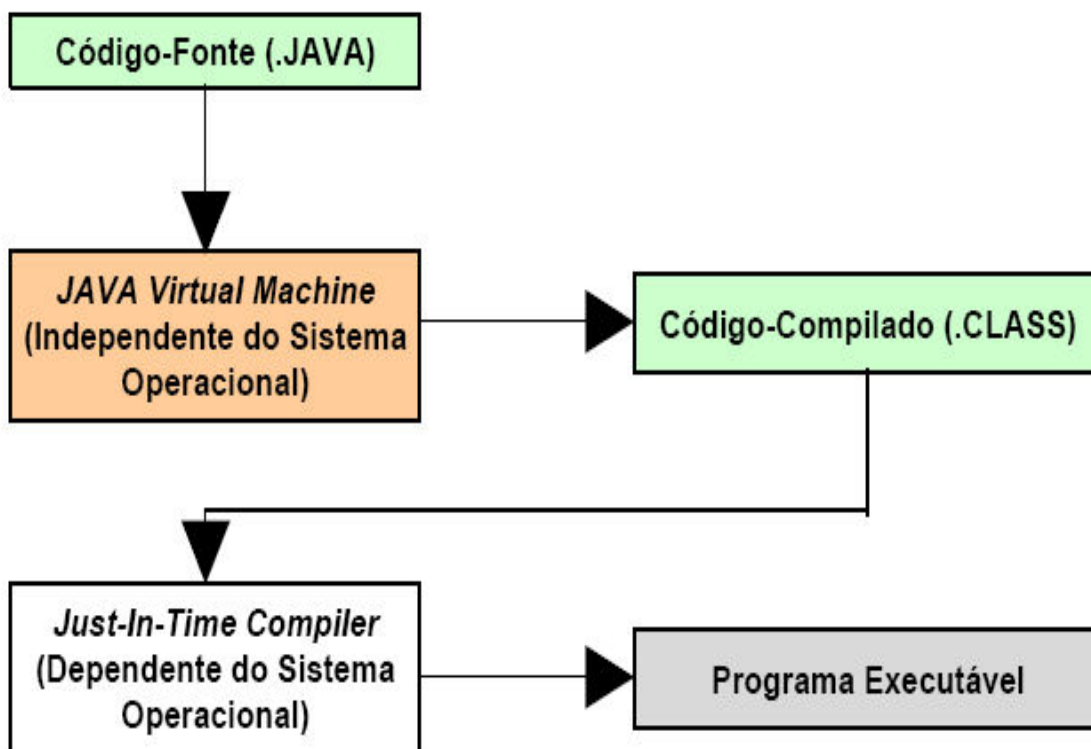 Código-Fonte (.JAVA)
JAVA Virtual Machine
(Independente do Sistema
Operacional)
Código-Compilado (.CLASS)
Just-In-Time Compiler
(Dependente do Sistema
Operacional)
Programa Executável